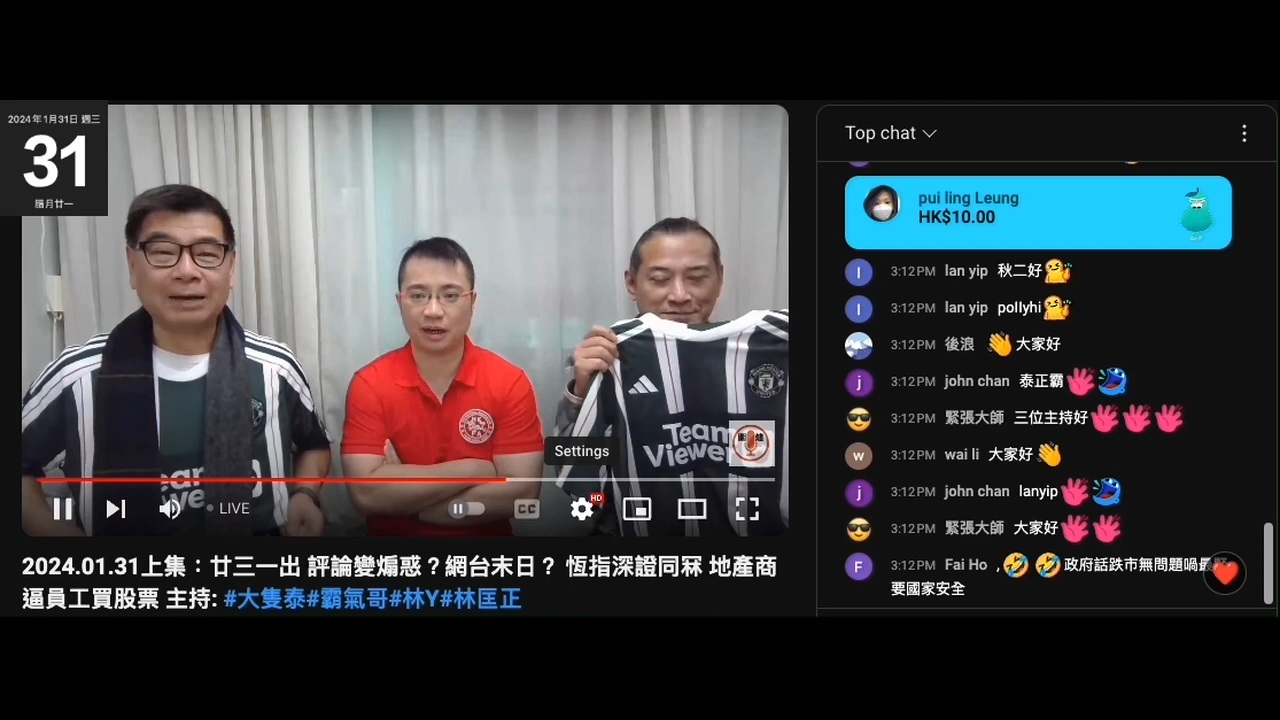 2024年1月31日 週三
31
臘月廿一
Team
Viewer
Settings
LIVE
CC
HD
2024.01.31上集：廿三一出 評論變煽惑？網台末日？ 恆指深證同冧 地產商
逼員工買股票 主持: #大隻泰#霸氣哥#林Y#林匡正
Top chat
pui ling Leung
HK$10.00
I 3:12PM lan yip 秋二好
I 3:12PM lan yip pollyhi
3:12PM 後浪 大家好
j 3:12PM john chan 泰正霸
3:12PM 緊張大師 三位主持好
w 3:12PM wai li 大家好
j 3:12PM john chan lanyip
3:12PM 緊張大師 大家好
F 3:12PM Fai Ho , 政府話跌市無問題喎最緊
要國家安全